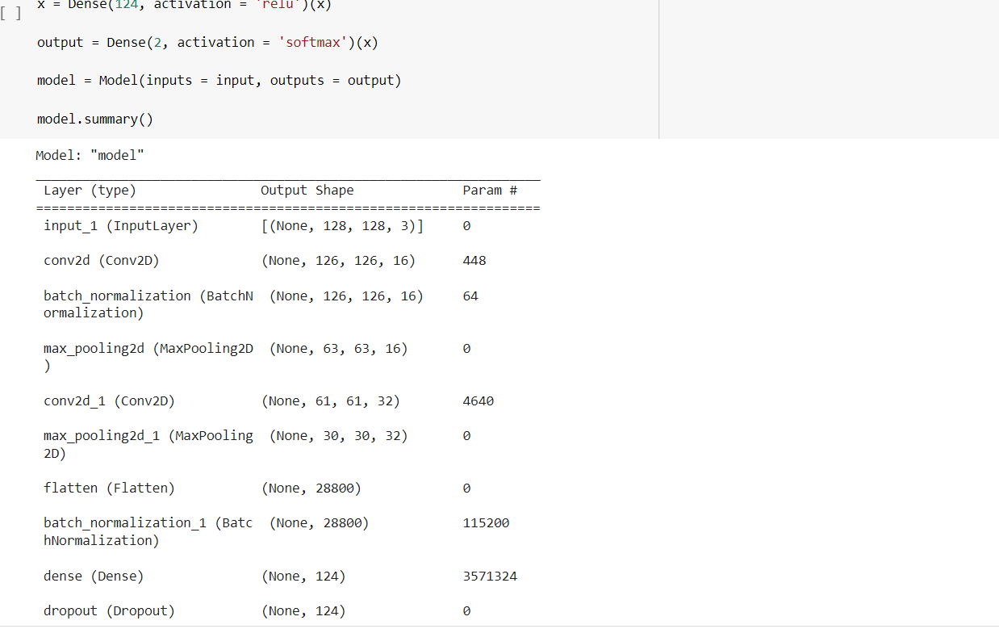 x = Dense(124, activation = 'relu')(x)
[ ]
output = Dense(2, activation = 'softmax')(x)
model = Model(inputs = input, outputs = output)
model.summary()
Model: "model"
_________________________________________________________________
Layer (type) Output Shape Param #
=================================================================
input_1 (InputLayer) [(None, 128, 128, 3)] 0
conv2d (Conv2D) (None, 126, 126, 16) 448
batch_normalization (BatchN (None, 126, 126, 16) 64
ormalization)
max_pooling2d (MaxPooling2D (None, 63, 63, 16) 0
)
conv2d_1 (Conv2D) (None, 61, 61, 32) 4640
max_pooling2d_1 (MaxPooling (None, 30, 30, 32) 0
2D)
flatten (Flatten) (None, 28800) 0
batch_normalization_1 (Batc (None, 28800) 115200
hNormalization)
dense (Dense) (None, 124) 3571324
dropout (Dropout) (None, 124) 0